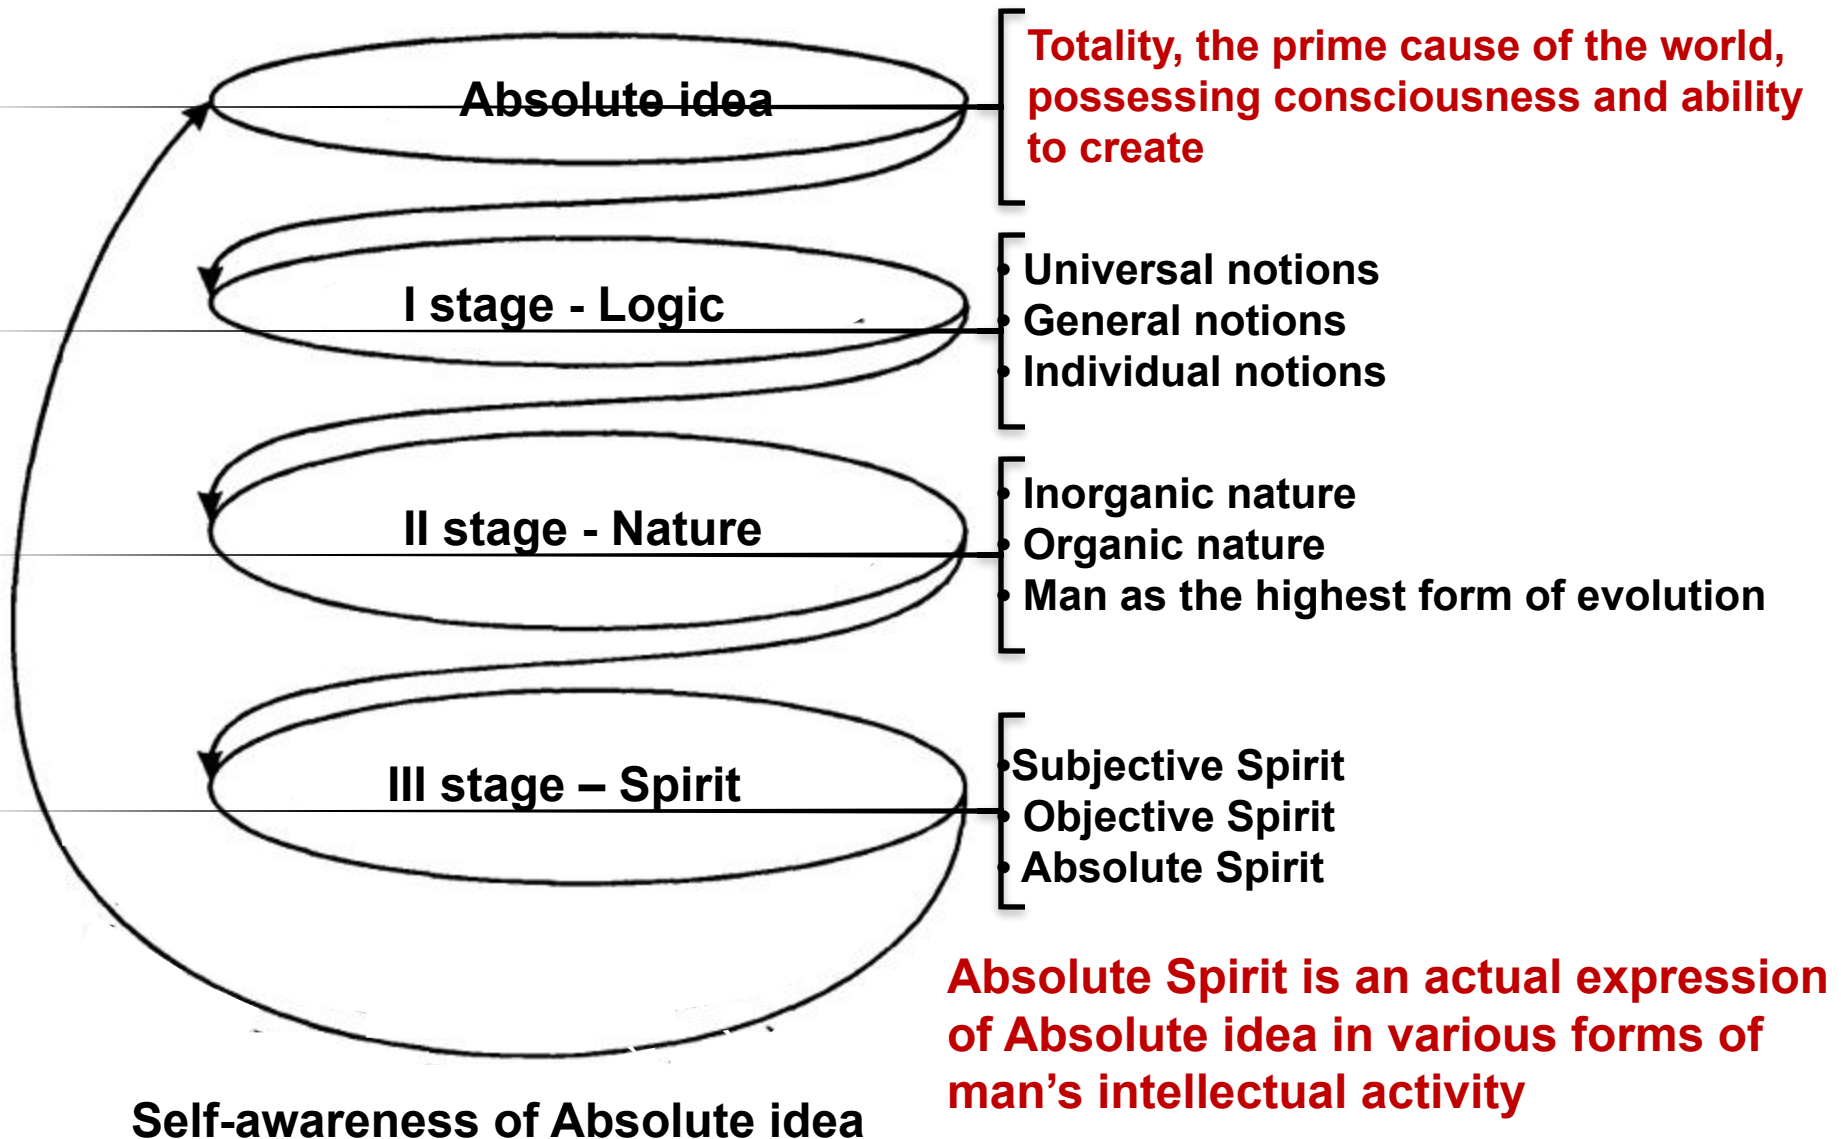 Absolute idea
Totality, the prime cause of the world,
possessing consciousness and ability
to create
I stage - Logic
• Universal notions
• General notions
• Individual notions
II stage - Nature
• Inorganic nature
• Organic nature
• Man as the highest form of evolution
III stage – Spirit
•Subjective Spirit
• Objective Spirit
• Absolute Spirit
Absolute Spirit is an actual expression
of Absolute idea in various forms of
man’s intellectual activity
Self-awareness of Absolute idea